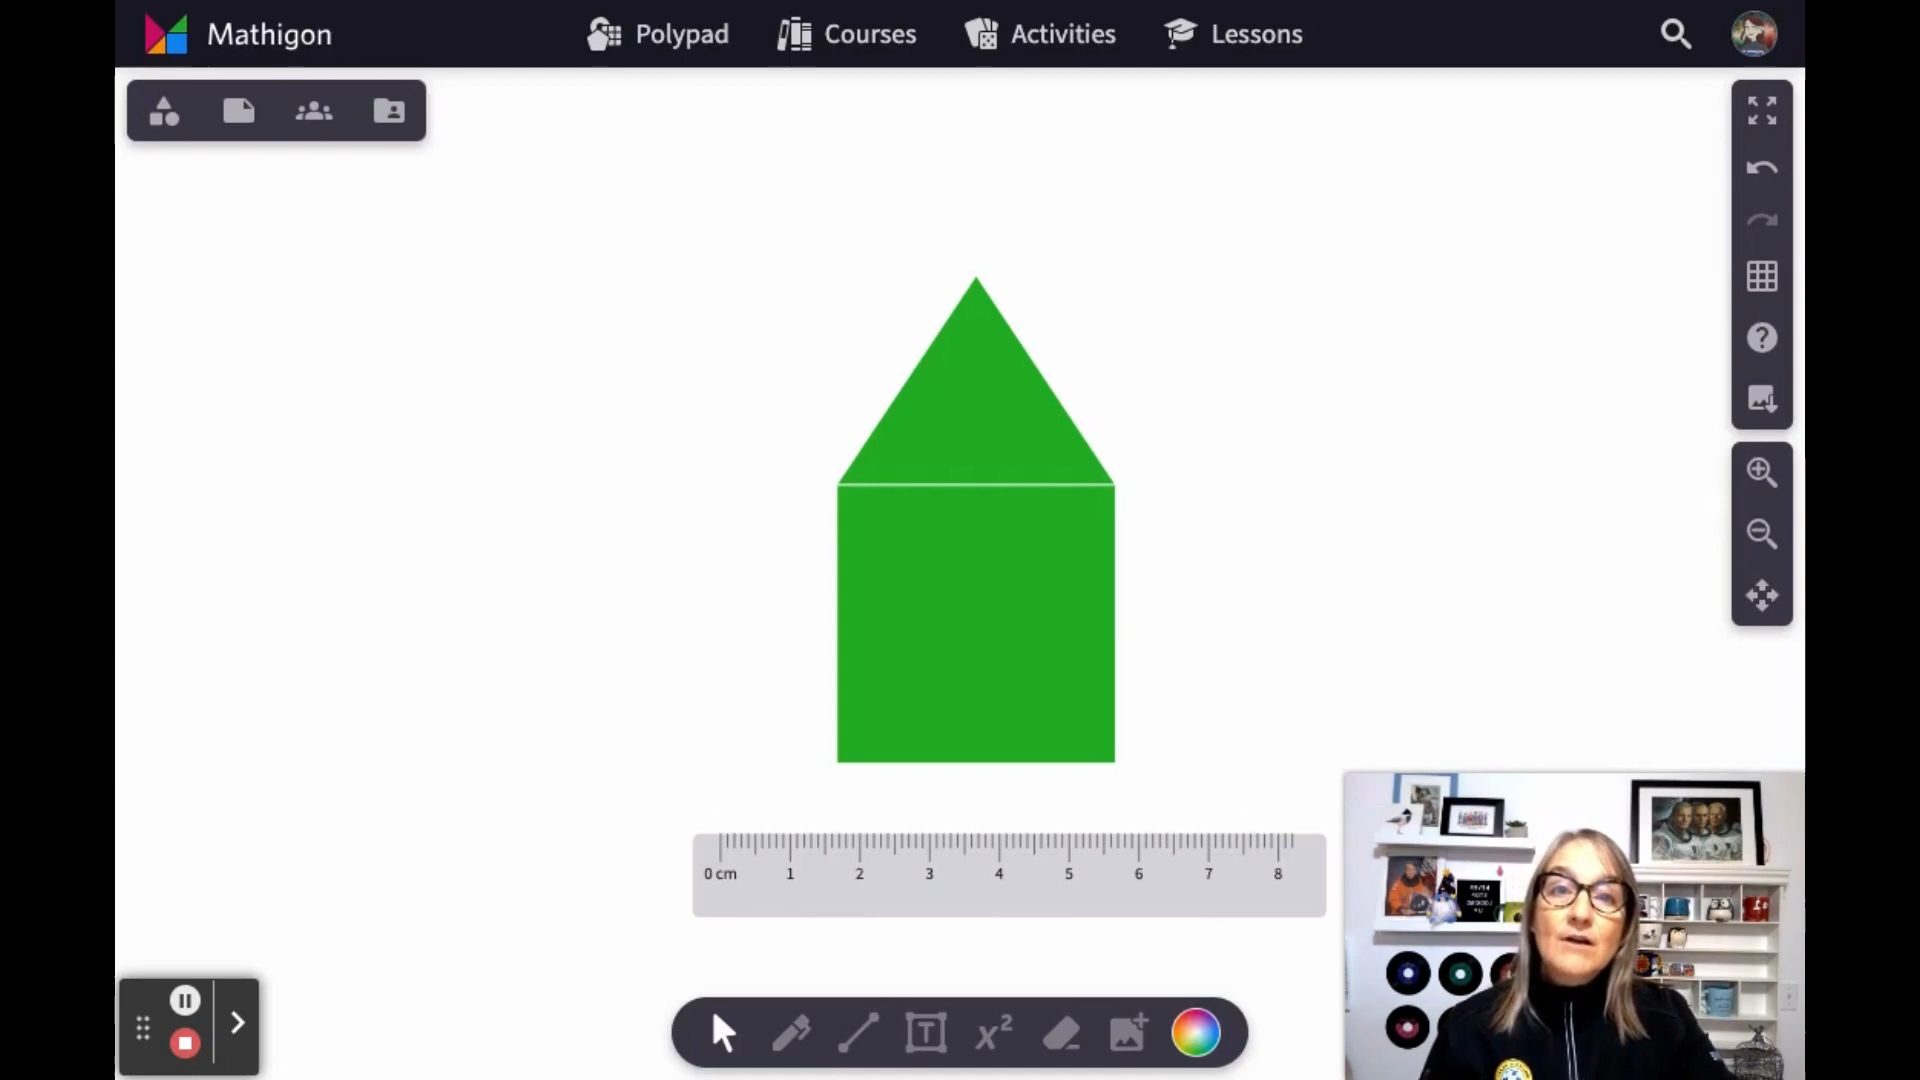 Mathigon
Polypad
Courses
Activities
Lessons
0 cm 1 2 3 4 5 6 7 8
T
x²